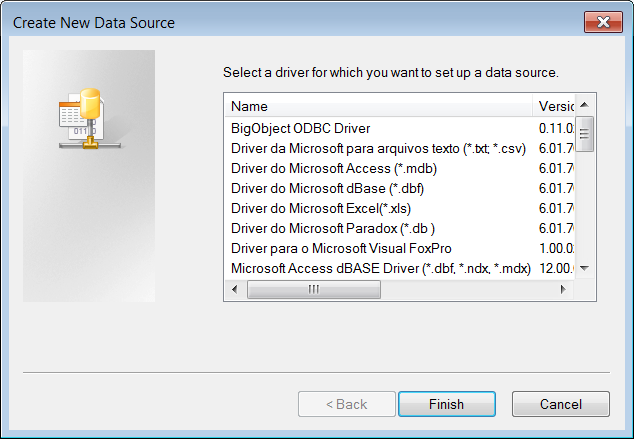 Create New Data Source
Select a driver for which you want to set up a data source.
Name Versic
BigObject ODBC Driver 0.11.0
Driver da Microsoft para arquivos texto (*.txt; *.csv) 6.01.7
Driver do Microsoft Access (*.mdb) 6.01.7
Driver do Microsoft dBase (*.dbf) 6.01.7
Driver do Microsoft Excel(*.xls) 6.01.7
Driver do Microsoft Paradox (*.db ) 6.01.7
Driver para o Microsoft Visual FoxPro 1.00.0
Microsoft Access dBASE Driver (*.dbf, *.ndx, *.mdx) 12.00.
< Back Finish Cancel